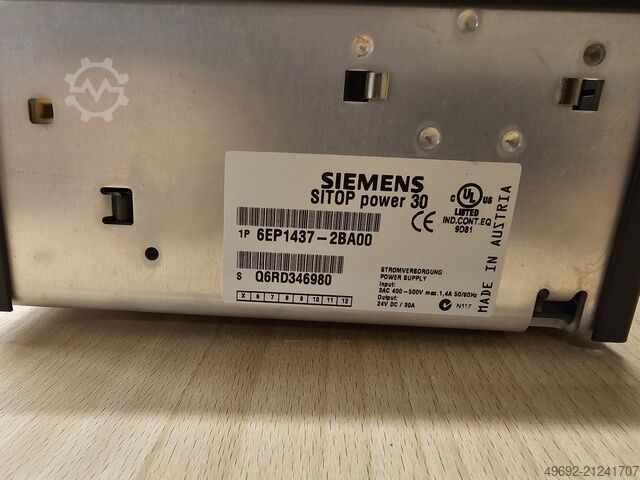 SIEMENS
SITOP power 30
C UL US
LISTED
IND.CONT.EQ
9D81
1P 6EP1437-2BA00
S Q6RD346980
STROMVERSORGUNG
POWER SUPPLY
Input:
3AC 400-500V max.1,4A 50/60Hz
Output:
24V DC / 30A
N117
X 6 7 8 9 10 11 12
MADE IN AUSTRIA
49692-21241707